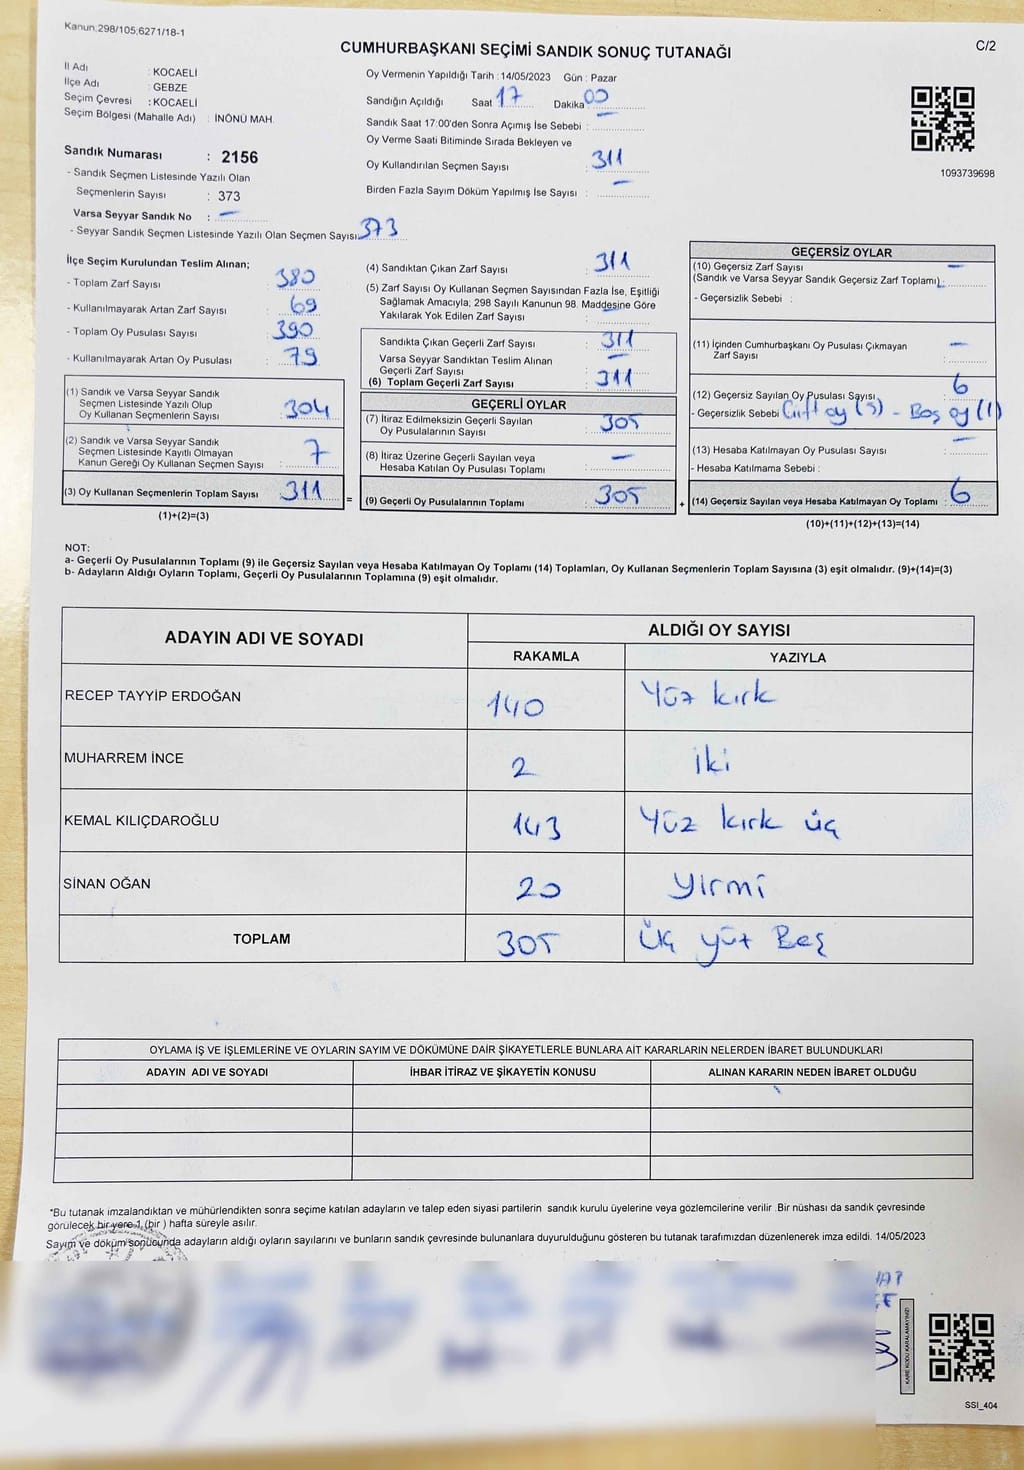 Kanun.298/105;6271/18-1
CUMHURBAŞKANI SEÇİMİ SANDIK SONUÇ TUTANAĞI
C/2
İl Adı : KOCAELİ
İlçe Adı : GEBZE
Seçim Çevresi : KOCAELİ
Seçim Bölgesi (Mahalle Adı) : İNÖNÜ MAH.
Sandık Numarası : 2156
- Sandık Seçmen Listesinde Yazılı Olan
Seçmenlerin Sayısı : 373
Varsa Seyyar Sandık No : –
- Seyyar Sandık Seçmen Listesinde Yazılı Olan Seçmen Sayısı: 373
Oy Vermenin Yapıldığı Tarih : 14/05/2023 Gün : Pazar
Sandığın Açıldığı Saat 17 Dakika 00
Sandık Saat 17:00'den Sonra Açımış İse Sebebi : –
Oy Verme Saati Bitiminde Sırada Bekleyen ve
Oy Kullandırılan Seçmen Sayısı : 311
Birden Fazla Sayım Döküm Yapılmış İse Sayısı : –
1093739698
İlçe Seçim Kurulundan Teslim Alınan;
- Toplam Zarf Sayısı : 380
- Kullanılmayarak Artan Zarf Sayısı : 69
- Toplam Oy Pusulası Sayısı : 390
- Kullanılmayarak Artan Oy Pusulası : 79
(1) Sandık ve Varsa Seyyar Sandık
Seçmen Listesinde Yazılı Olup
Oy Kullanan Seçmenlerin Sayısı : 304
(2) Sandık ve Varsa Seyyar Sandık
Seçmen Listesinde Kayıtlı Olmayan
Kanun Gereği Oy Kullanan Seçmen Sayısı : 7
(3) Oy Kullanan Seçmenlerin Toplam Sayısı : 311 =
(1)+(2)=(3)
(4) Sandıktan Çıkan Zarf Sayısı : 311
(5) Zarf Sayısı Oy Kullanan Seçmen Sayısından Fazla İse, Eşitliği
Sağlamak Amacıyla; 298 Sayılı Kanunun 98. Maddesine Göre
Yakılarak Yok Edilen Zarf Sayısı : –
Sandıkta Çıkan Geçerli Zarf Sayısı : 311
Varsa Seyyar Sandıktan Teslim Alınan
Geçerli Zarf Sayısı : –
(6) Toplam Geçerli Zarf Sayısı : 311
GEÇERLİ OYLAR
(7) İtiraz Edilmeksizin Geçerli Sayılan
Oy Pusulalarının Sayısı : 305
(8) İtiraz Üzerine Geçerli Sayılan veya
Hesaba Katılan Oy Pusulası Toplamı : –
(9) Geçerli Oy Pusulalarının Toplamı : 305 +
GEÇERSİZ OYLAR
(10) Geçersiz Zarf Sayısı –
(Sandık ve Varsa Seyyar Sandık Geçersiz Zarf Toplamı) :
- Geçersizlik Sebebi :
(11) İçinden Cumhurbaşkanı Oy Pusulası Çıkmayan
Zarf Sayısı : –
(12) Geçersiz Sayılan Oy Pusulası Sayısı : 6
- Geçersizlik Sebebi Çift oy (5) - Boş oy (1)
(13) Hesaba Katılmayan Oy Pusulası Sayısı : –
- Hesaba Katılmama Sebebi :
(14) Geçersiz Sayılan veya Hesaba Katılmayan Oy Toplamı : 6
(10)+(11)+(12)+(13)=(14)
NOT:
a- Geçerli Oy Pusulalarının Toplamı (9) ile Geçersiz Sayılan veya Hesaba Katılmayan Oy Toplamı (14) Toplamları, Oy Kullanan Seçmenlerin Toplam Sayısına (3) eşit olmalıdır. (9)+(14)=(3)
b- Adayların Aldığı Oyların Toplamı, Geçerli Oy Pusulalarının Toplamına (9) eşit olmalıdır.
ADAYIN ADI VE SOYADI
ALDIĞI OY SAYISI
RAKAMLA YAZIYLA
RECEP TAYYİP ERDOĞAN 140 Yüz kırk
MUHARREM İNCE 2 iki
KEMAL KILIÇDAROĞLU 143 Yüz kırk üç
SİNAN OĞAN 20 Yirmi
TOPLAM 305 Üç yüz Beş
OYLAMA İŞ VE İŞLEMLERİNE VE OYLARIN SAYIM VE DÖKÜMÜNE DAİR ŞİKAYETLERLE BUNLARA AİT KARARLARIN NELERDEN İBARET BULUNDUKLARI
ADAYIN ADI VE SOYADI İHBAR İTİRAZ VE ŞİKAYETİN KONUSU ALINAN KARARIN NEDEN İBARET OLDUĞU
*Bu tutanak imzalandıktan ve mühürlendikten sonra seçime katılan adayların ve talep eden siyasi partilerin sandık kurulu üyelerine veya gözlemcilerine verilir .Bir nüshası da sandık çevresinde
görülecek bir yere 1 (bir ) hafta süreyle asılır.
Sayım ve döküm sonucunda adayların aldığı oyların sayılarını ve bunların sandık çevresinde bulunanlara duyurulduğunu gösteren bu tutanak tarafımızdan düzenlenerek imza edildi. 14/05/2023
KARE KODU KARALAMAYINIZ!
SSİ_404